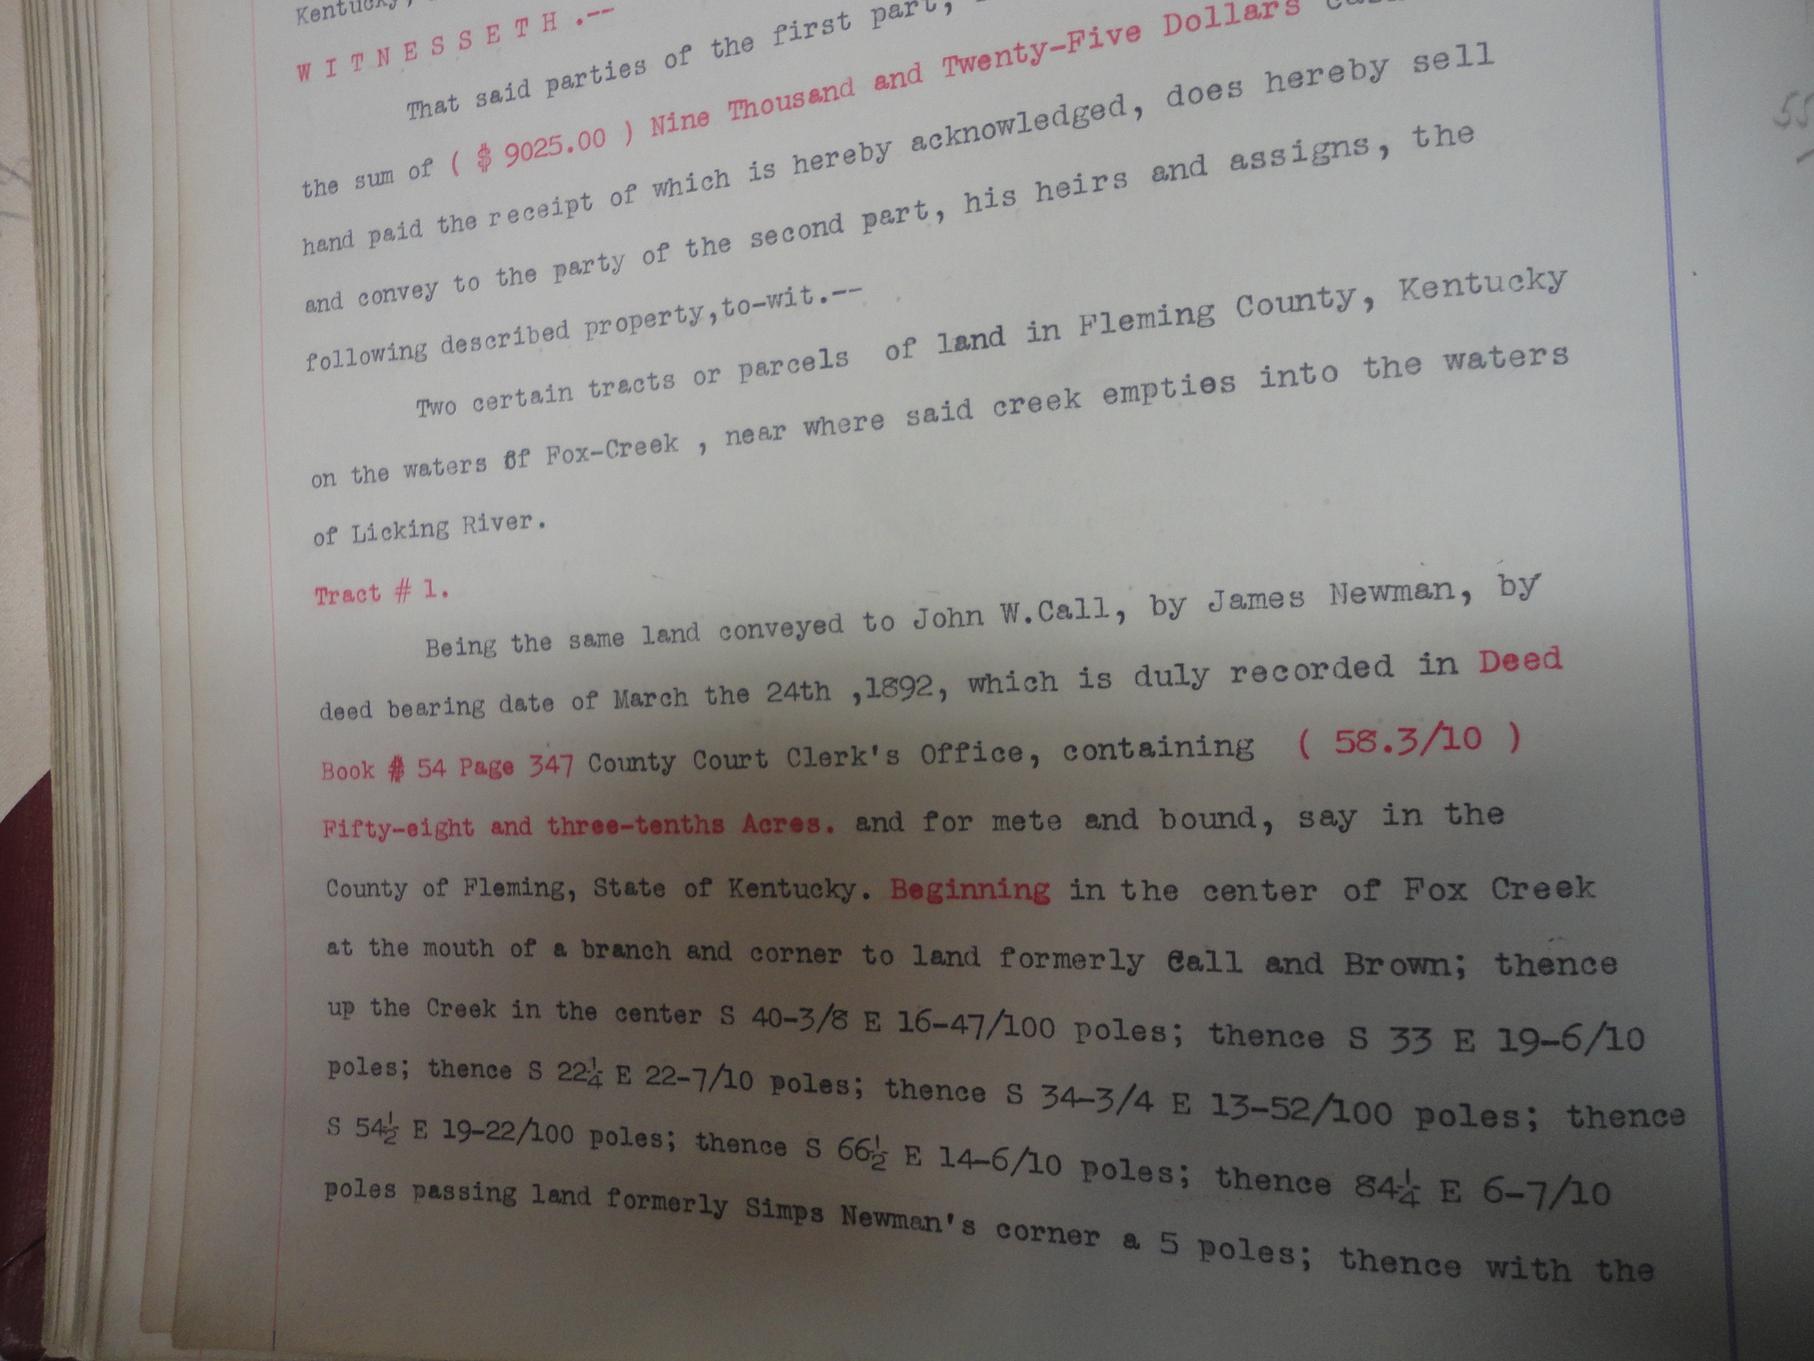 Kentucky,
W I T N E S S E T H .--
That said parties of the first part,
the sum of ( $ 9025.00 ) Nine Thousand and Twenty-Five Dollars
hand paid the receipt of which is hereby acknowledged, does hereby sell
and convey to the party of the second part, his heirs and assigns, the
following described property,to-wit.--
Two certain tracts or parcels of land in Fleming County, Kentucky
on the waters of Fox-Creek , near where said creek empties into the waters
of Licking River.
Tract # 1.
Being the same land conveyed to John W.Call, by James Newman, by
deed bearing date of March the 24th ,1892, which is duly recorded in Deed
Book # 54 Page 347 County Court Clerk's Office, containing ( 58.3/10 )
Fifty-eight and three-tenths Acres. and for mete and bound, say in the
County of Fleming, State of Kentucky. Beginning in the center of Fox Creek
at the mouth of a branch and corner to land formerly Call and Brown; thence
up the Creek in the center S 40-3/8 E 16-47/100 poles; thence S 33 E 19-6/10
poles; thence S 22¼ E 22-7/10 poles; thence S 34-3/4 E 13-52/100 poles; thence
S 54½ E 19-22/100 poles; thence S 66½ E 14-6/10 poles; thence 84¼ E 6-7/10
poles passing land formerly Simps Newman's corner a 5 poles; thence with the